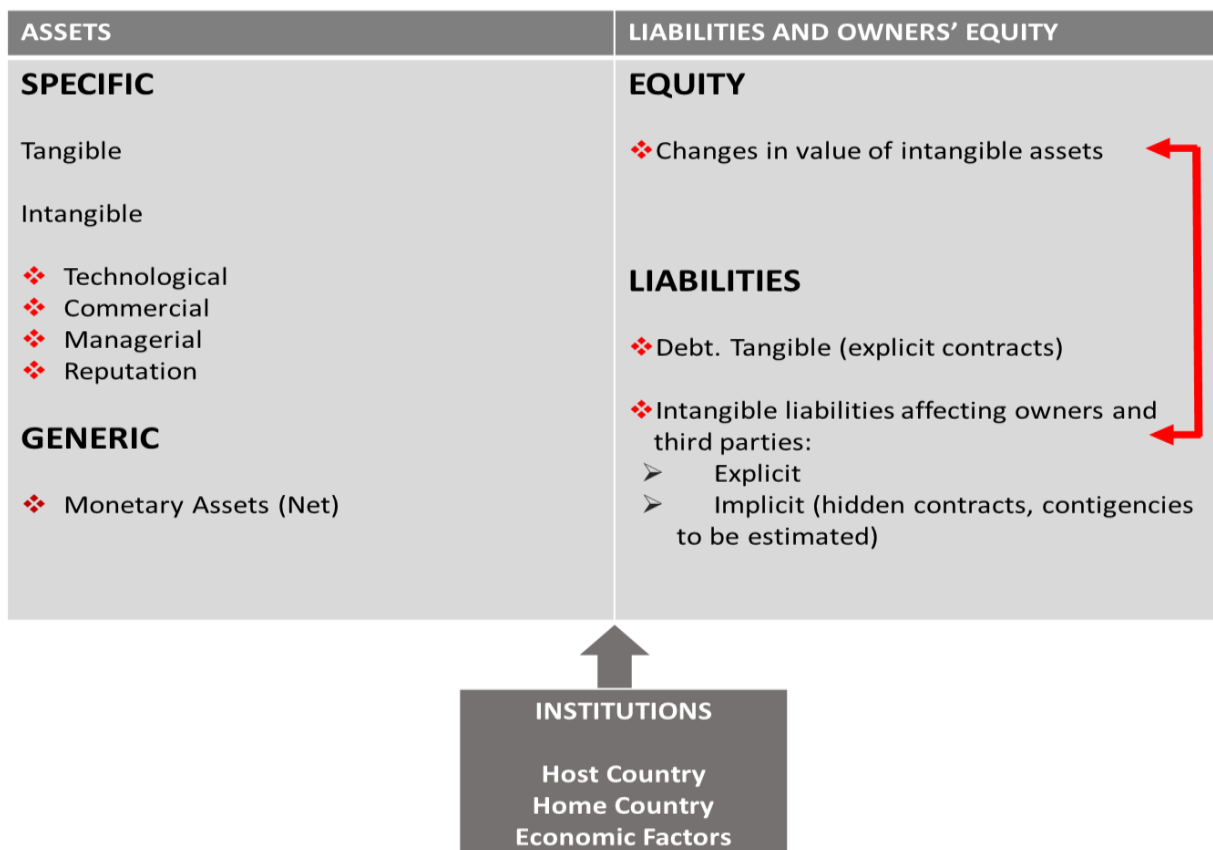 ASSETS
SPECIFIC
Tangible
Intangible
Technological
Commercial
Managerial
Reputation
GENERIC
Monetary Assets (Net)
LIABILITIES AND OWNERS’ EQUITY
EQUITY
Changes in value of intangible assets
LIABILITIES
Debt. Tangible (explicit contracts)
Intangible liabilities affecting owners and
third parties:
Explicit
Implicit (hidden contracts, contigencies
to be estimated)
INSTITUTIONS
Host Country
Home Country
Economic Factors